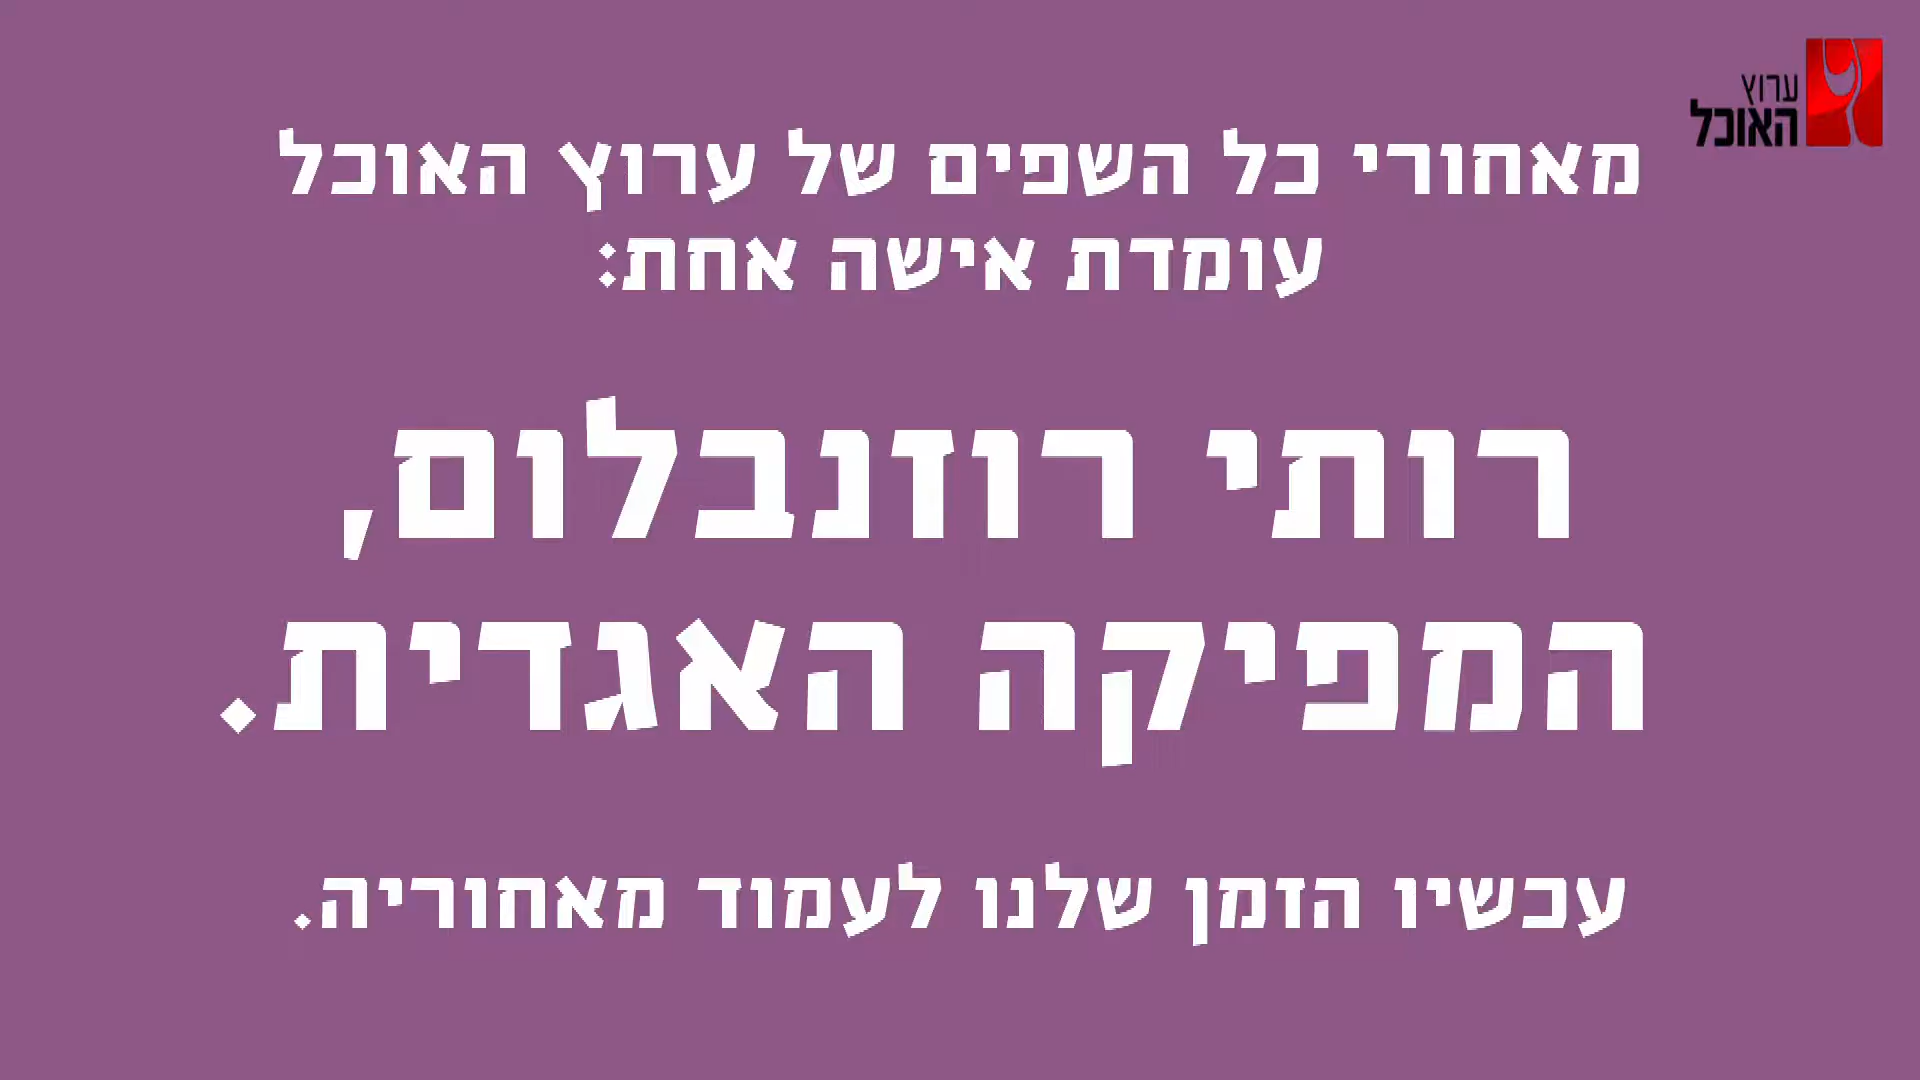 ערוץ
האוכל
מאחורי כל השפים של ערוץ האוכל
עומדת אישה אחת:
רותי רוזנבלום,
המפיקה האגדית.
עכשיו הזמן שלנו לעמוד מאחוריה.